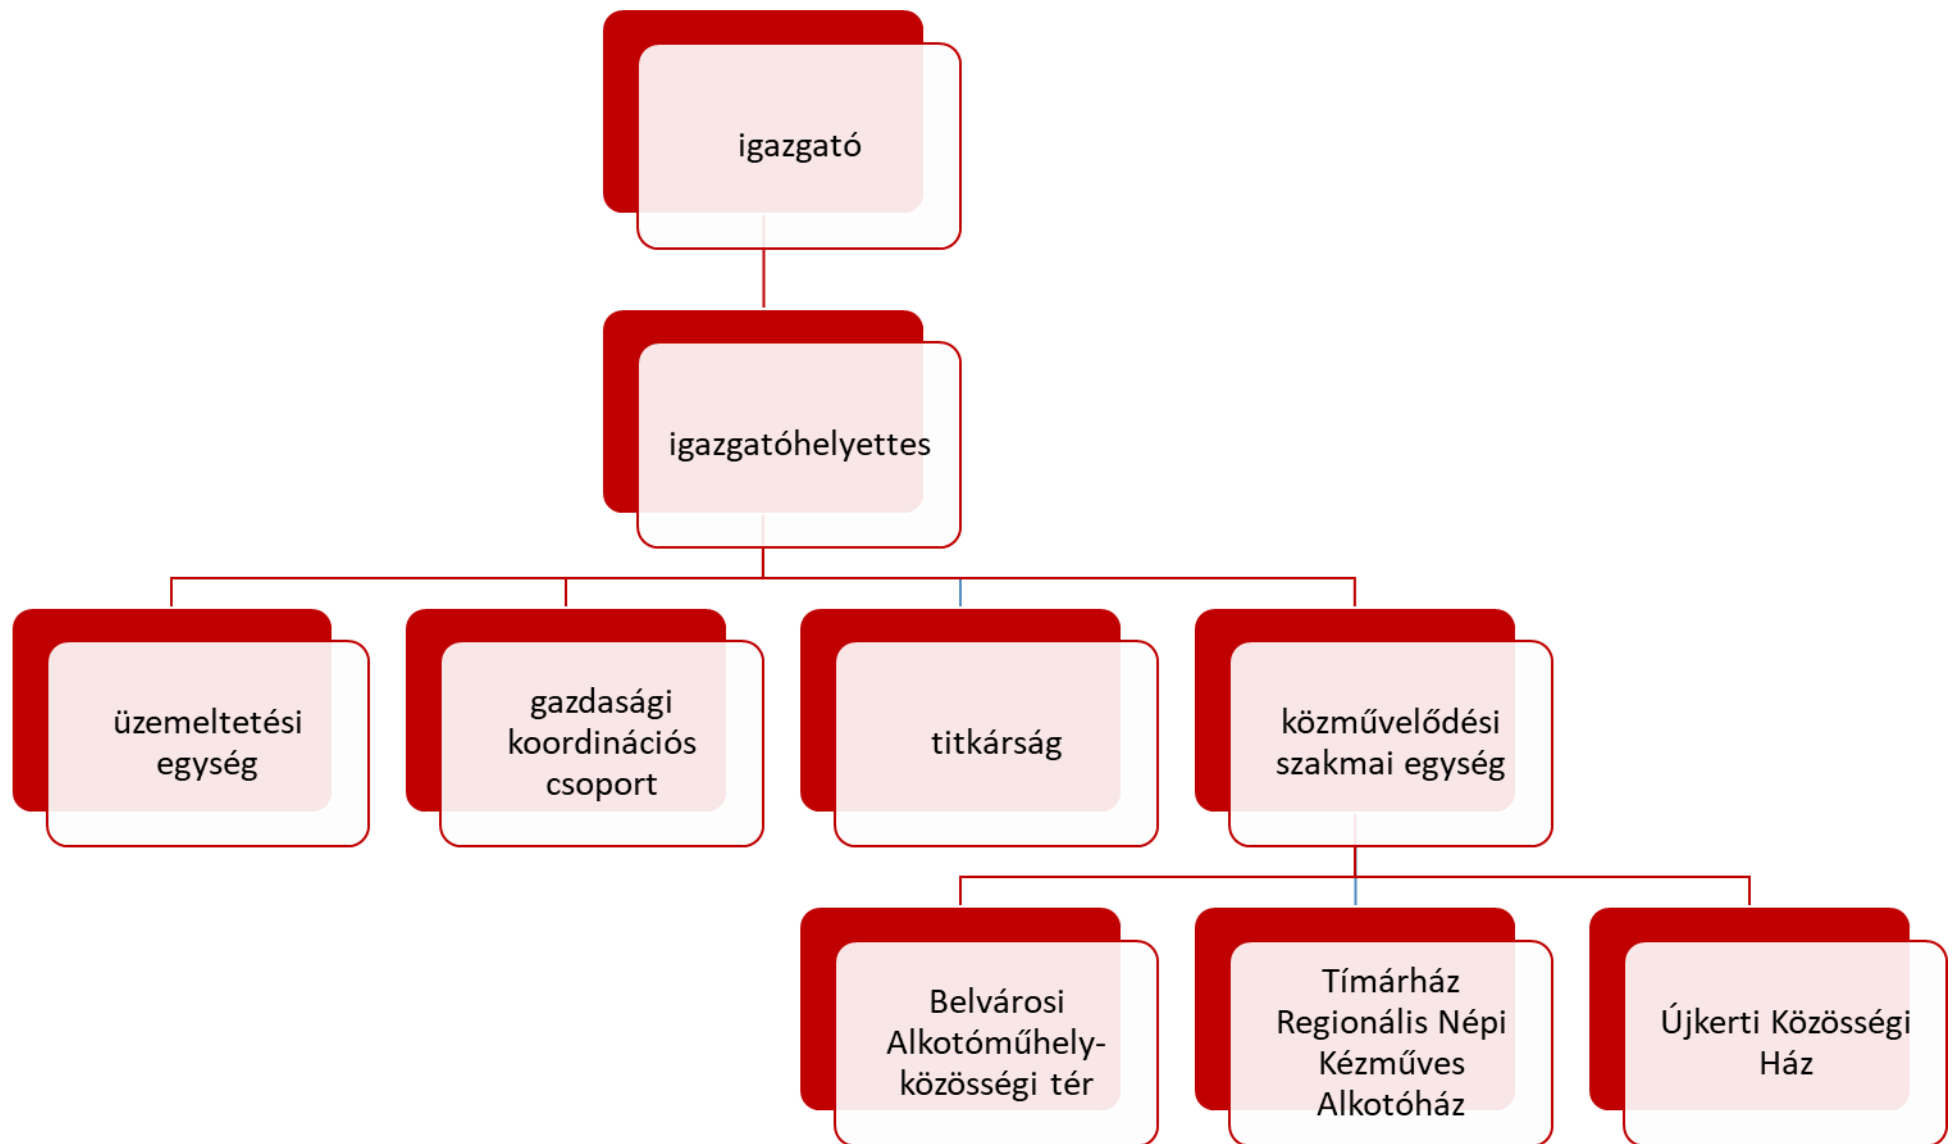 igazgató
igazgatóhelyettes
üzemeltetési
egység
gazdasági
koordinációs
csoport
titkárság
közművelődési
szakmai egység
Belvárosi
Alkotóműhely-
közösségi tér
Tímárház
Regionális Népi
Kézműves
Alkotóház
Újkerti Közösségi
Ház